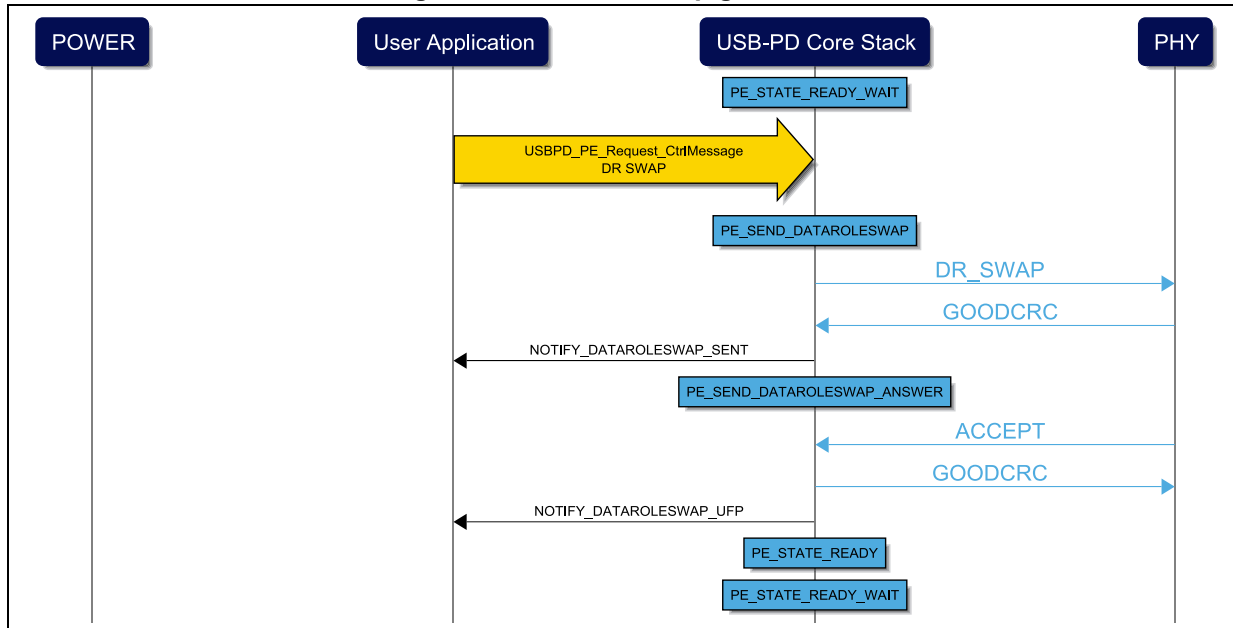 POWER
User Application
USB-PD Core Stack
PHY
PE_STATE_READY_WAIT
USBPD_PE_Request_CtrlMessage
DR SWAP
PE_SEND_DATAROLESWAP
DR_SWAP
GOODCRC
NOTIFY_DATAROLESWAP_SENT
PE_SEND_DATAROLESWAP_ANSWER
ACCEPT
GOODCRC
NOTIFY_DATAROLESWAP_UFP
PE_STATE_READY
PE_STATE_READY_WAIT